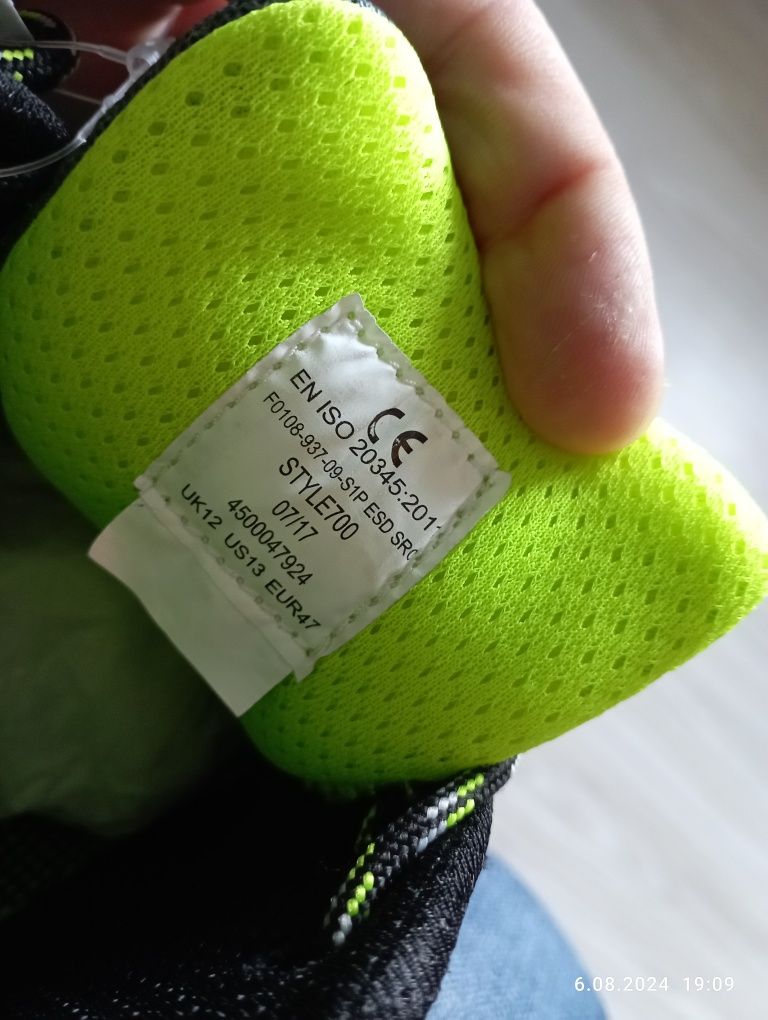 CE
EN ISO 20345:201
F0108-937-09-S1P ESD SRC
STYLE700
07/17
4500047924
UK12 US13 EUR47
6.08.2024 19:09